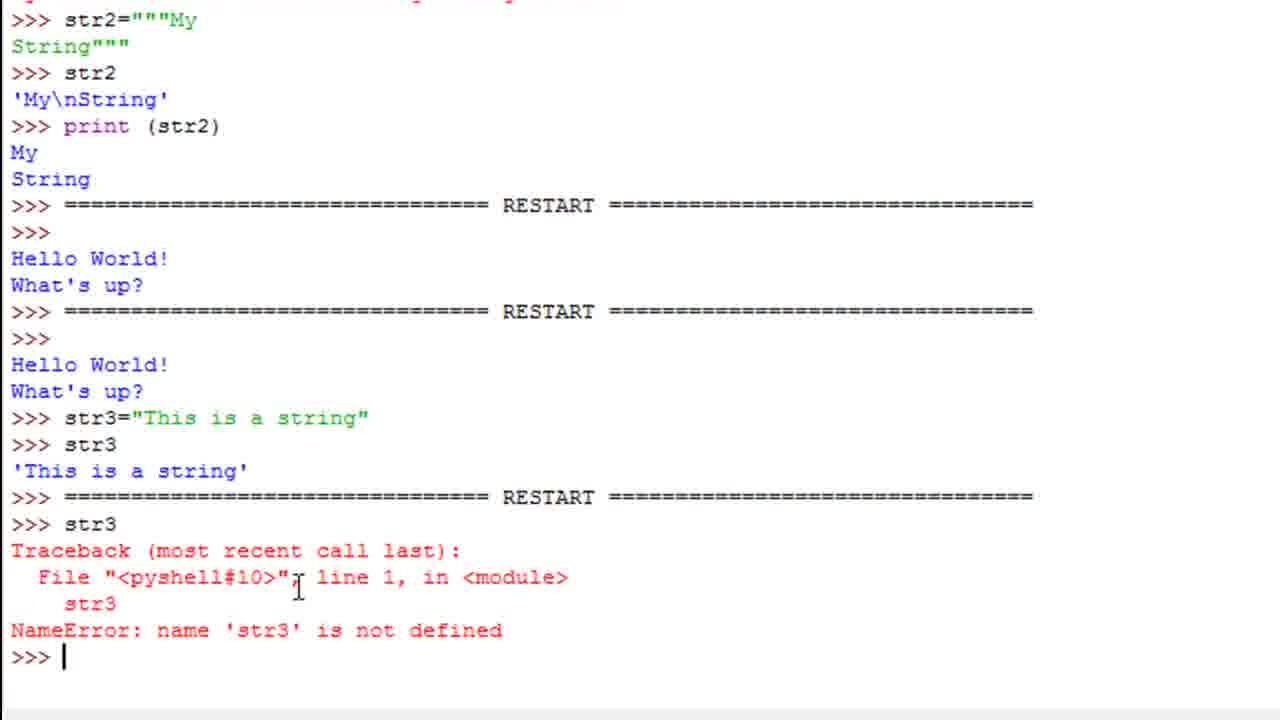 >>> str2="""My
String"""
>>> str2
'My\nString'
>>> print (str2)
My
String
>>> ================================ RESTART ================================
>>>
Hello World!
What's up?
>>> ================================ RESTART ================================
>>>
Hello World!
What's up?
>>> str3="This is a string"
>>> str3
'This is a string'
>>> ================================ RESTART ================================
>>> str3
Traceback (most recent call last):
  File "<pyshell#10>", line 1, in <module>
    str3
NameError: name 'str3' is not defined
>>>